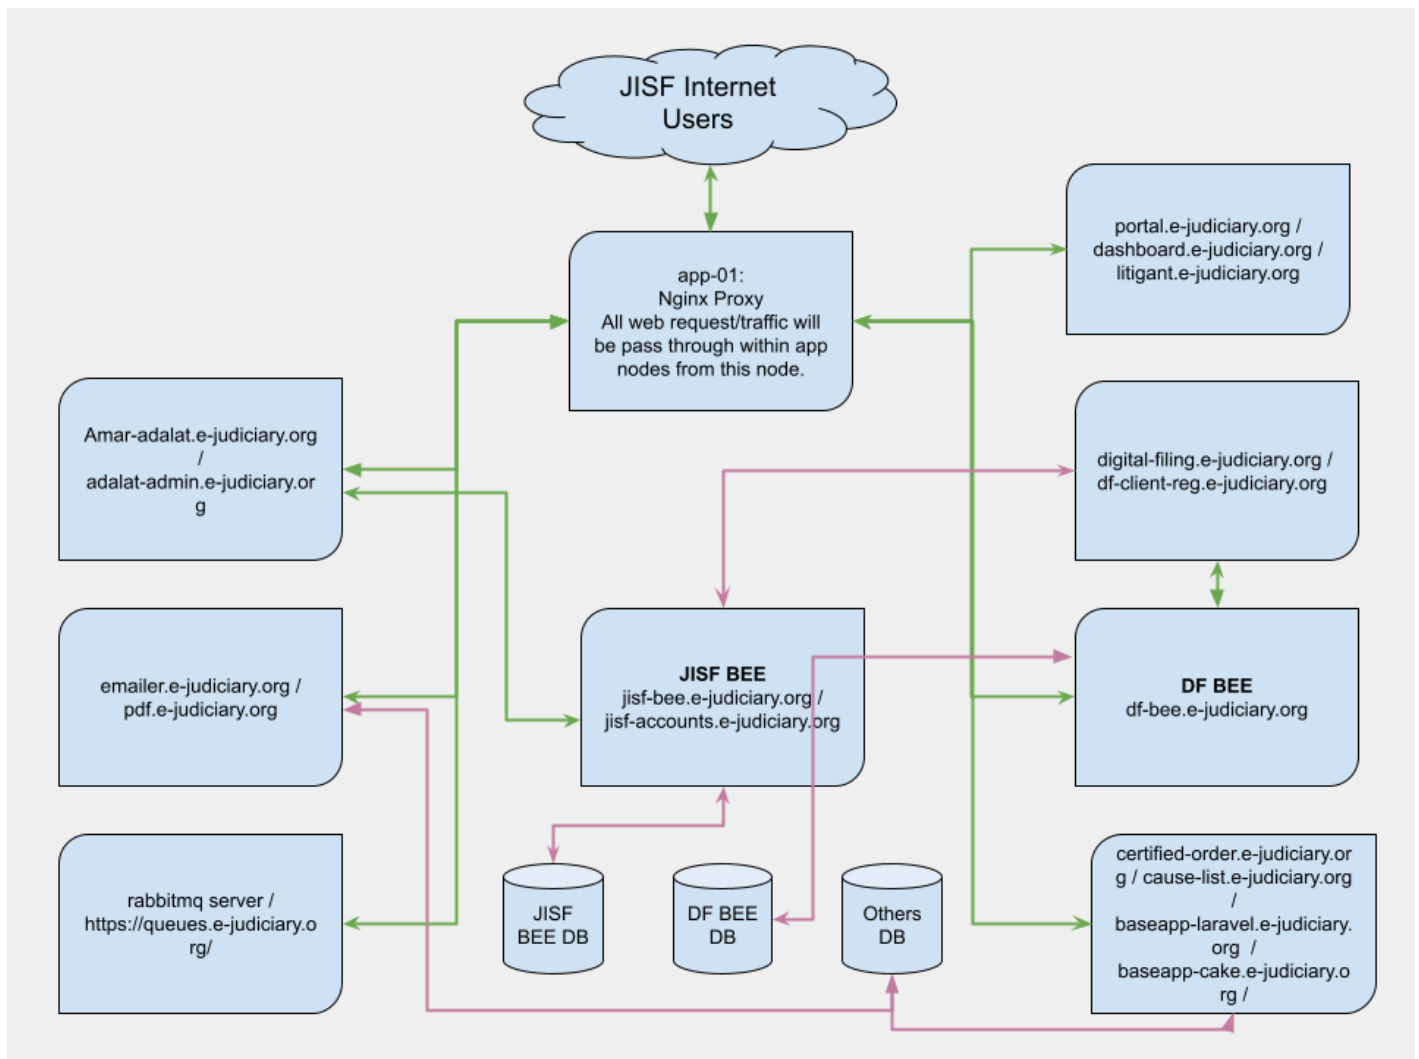 JISF Internet
Users
app-01:
Nginx Proxy
All web request/traffic will
be pass through within app
nodes from this node.
portal.e-judiciary.org /
dashboard.e-judiciary.org /
litigant.e-judiciary.org
Amar-adalat.e-judiciary.org
/
adalat-admin.e-judiciary.or
g
digital-filing.e-judiciary.org /
df-client-reg.e-judiciary.org
emailer.e-judiciary.org /
pdf.e-judiciary.org
JISF BEE
jisf-bee.e-judiciary.org /
jisf-accounts.e-judiciary.org
DF BEE
df-bee.e-judiciary.org
rabbitmq server /
https://queues.e-judiciary.o
rg/
JISF
BEE DB
DF BEE
DB
Others
DB
certified-order.e-judiciary.or
g / cause-list.e-judiciary.org
/
baseapp-laravel.e-judiciary.
org  /
baseapp-cake.e-judiciary.o
rg /